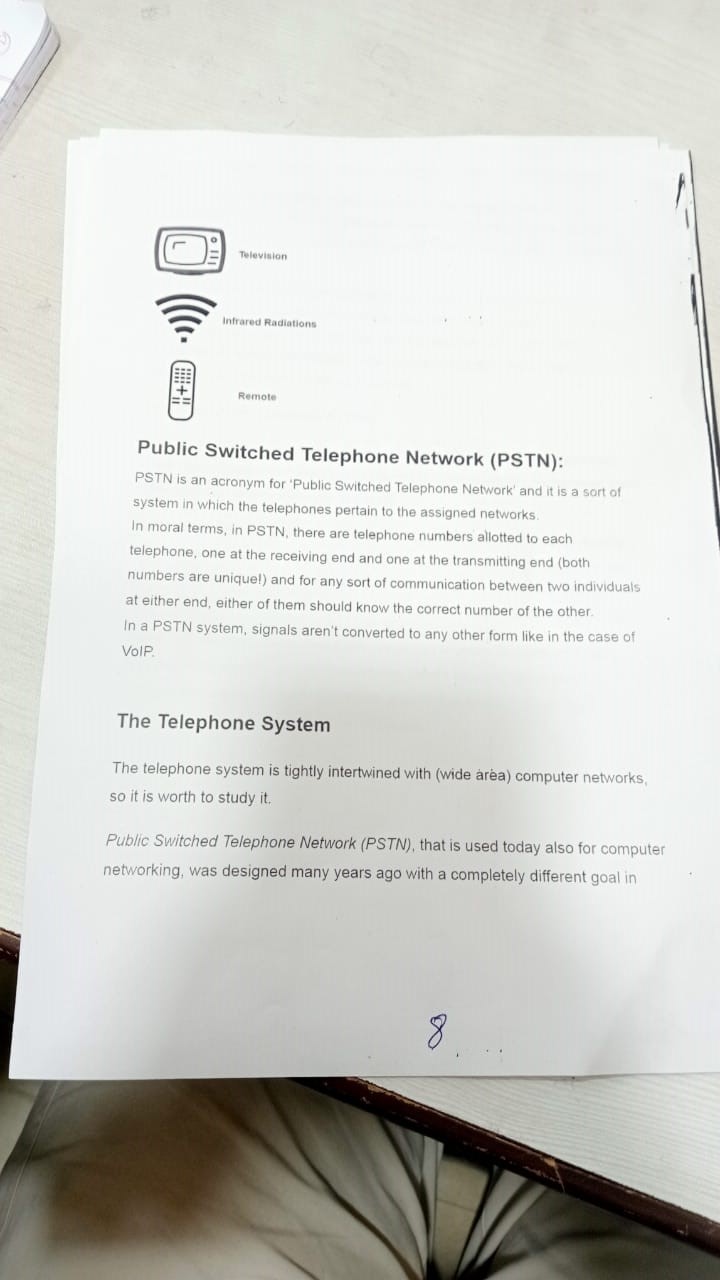 Television
Infrared Radiations
Remote
Public Switched Telephone Network (PSTN):
PSTN is an acronym for 'Public Switched Telephone Network' and it is a sort of
system in which the telephones pertain to the assigned networks.
In moral terms, in PSTN, there are telephone numbers allotted to each
telephone, one at the receiving end and one at the transmitting end (both
numbers are unique!) and for any sort of communication between two individuals
at either end, either of them should know the correct number of the other.
In a PSTN system, signals aren't converted to any other form like in the case of
VoIP.
The Telephone System
The telephone system is tightly intertwined with (wide area) computer networks,
so it is worth to study it.
Public Switched Telephone Network (PSTN), that is used today also for computer
networking, was designed many years ago with a completely different goal in
8